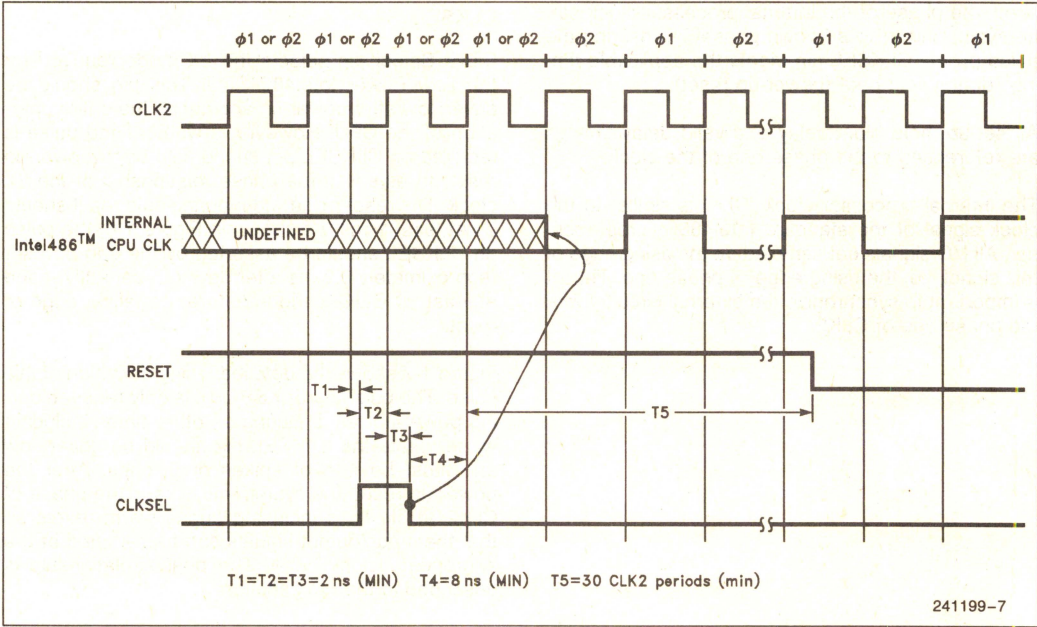 ϕ1 or ϕ2 ϕ1 or ϕ2 ϕ1 or ϕ2 ϕ1 or ϕ2 ϕ2 ϕ1 ϕ2 ϕ1 ϕ2 ϕ1
CLK2
INTERNAL
Intel486™ CPU CLK
UNDEFINED
RESET
T1
T2
T3
T4
T5
CLKSEL
T1=T2=T3=2 ns (MIN) T4=8 ns (MIN) T5=30 CLK2 periods (min)
241199-7